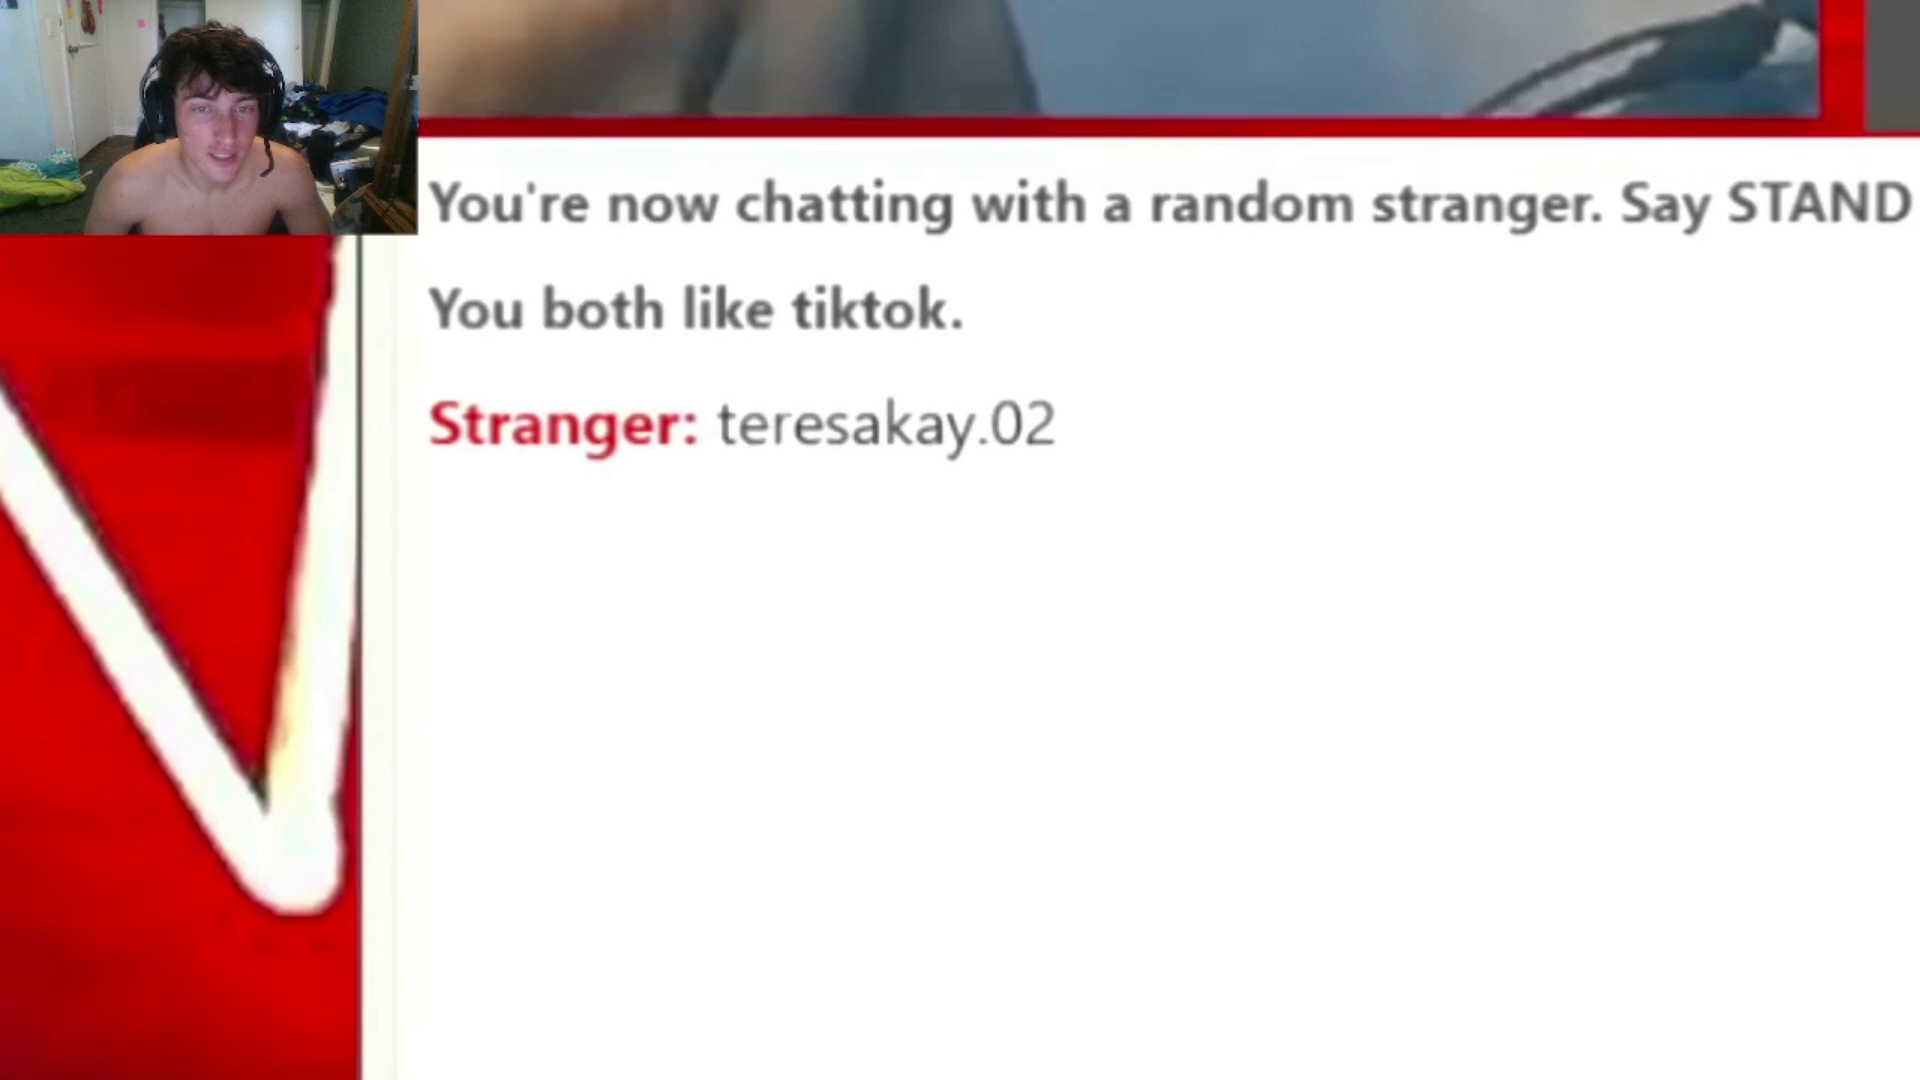 You're now chatting with a random stranger. Say STAND
You both like tiktok.
Stranger: teresakay.02